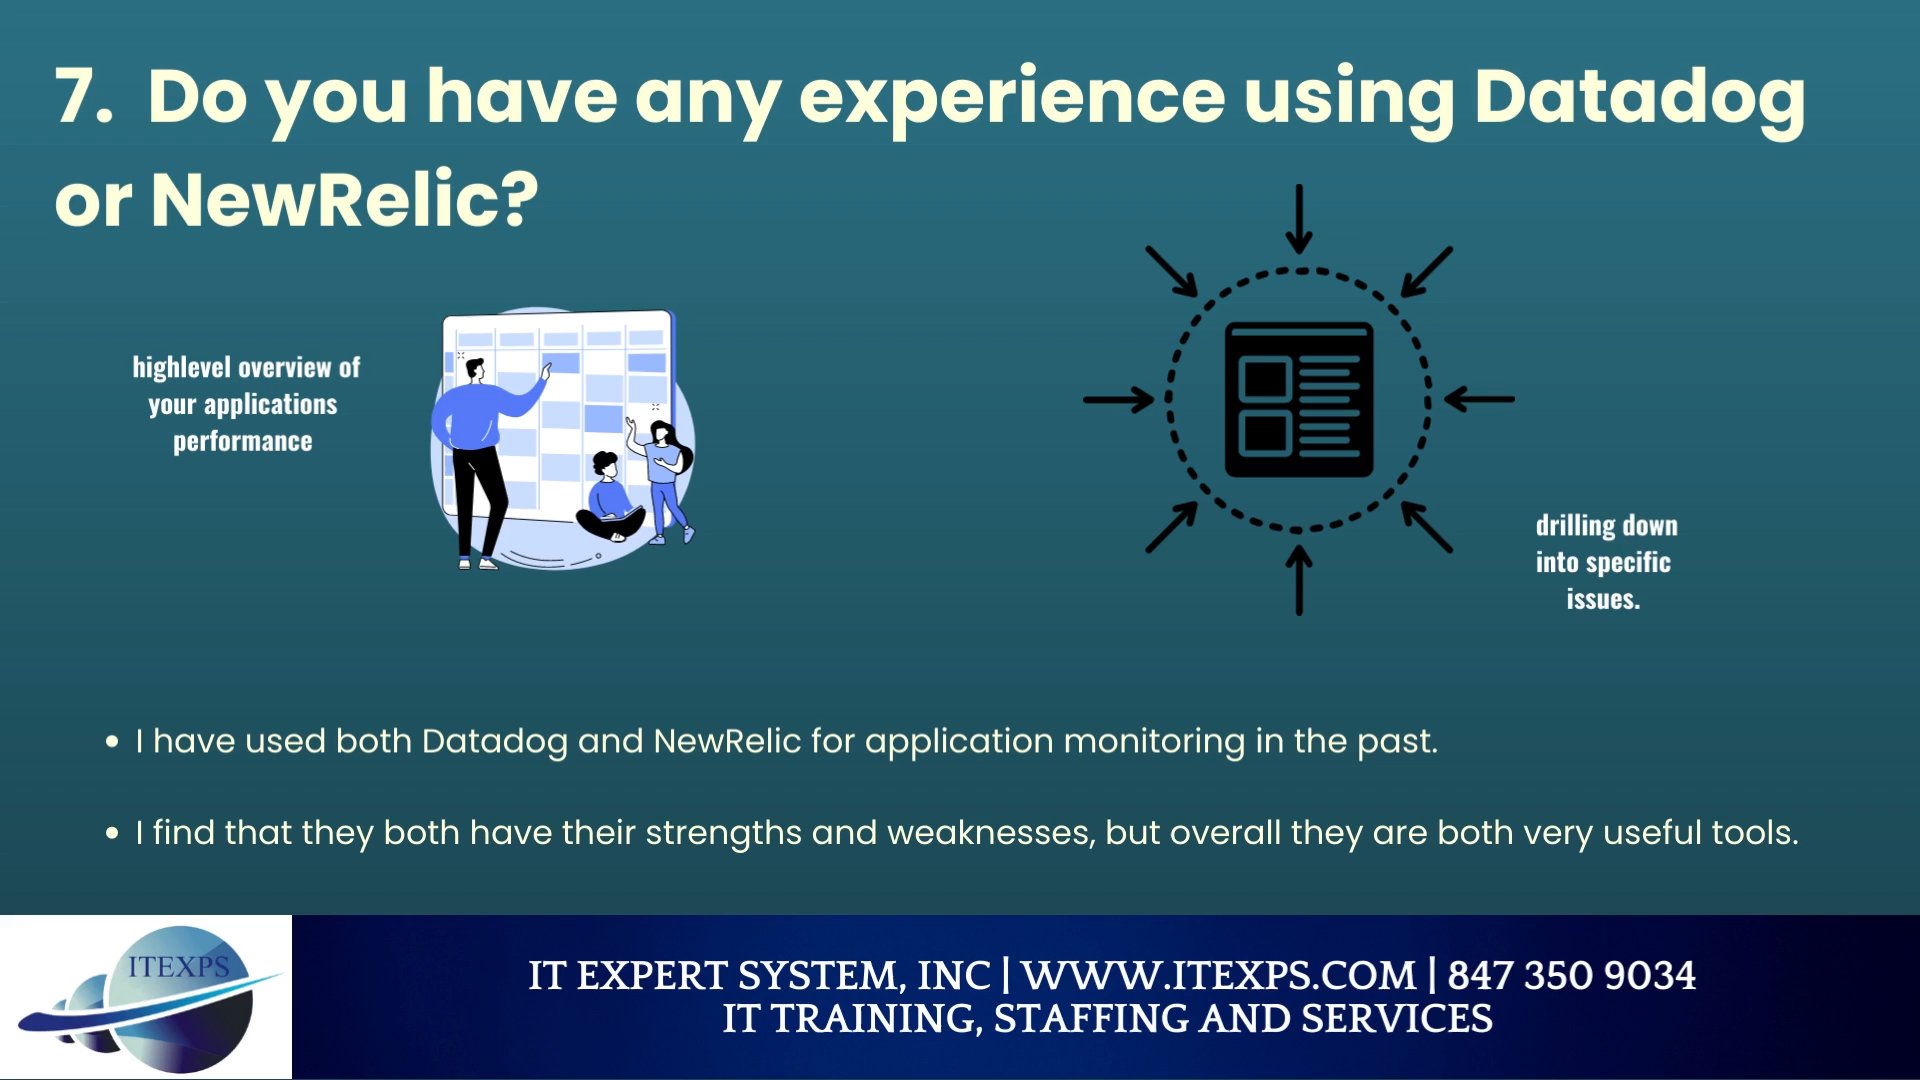 7. Do you have any experience using Datadog
or NewRelic?
highlevel overview of
your applications
performance
drilling down
into specific
issues.
• I have used both Datadog and NewRelic for application monitoring in the past.
• I find that they both have their strengths and weaknesses, but overall they are both very useful tools.
ITEXPS
IT EXPERT SYSTEM, INC | WWW.ITEXPS.COM | 847 350 9034
IT TRAINING, STAFFING AND SERVICES